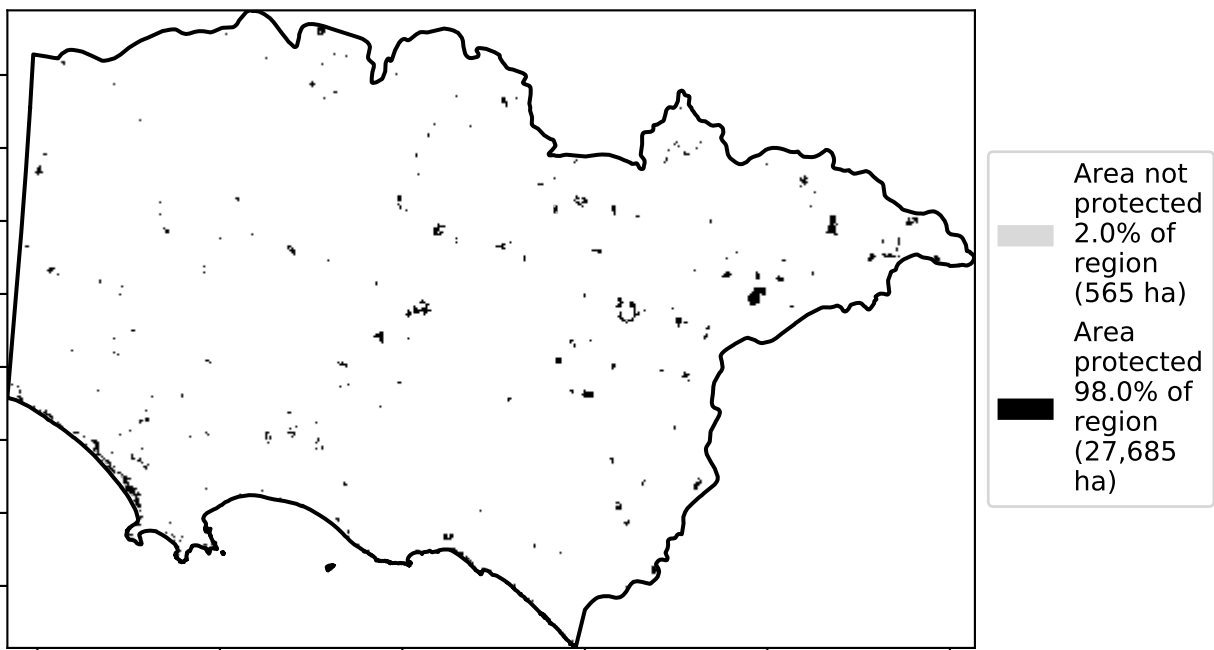 Area not
protected
2.0% of
region
(565 ha)
Area
protected
98.0% of
region
(27,685
ha)